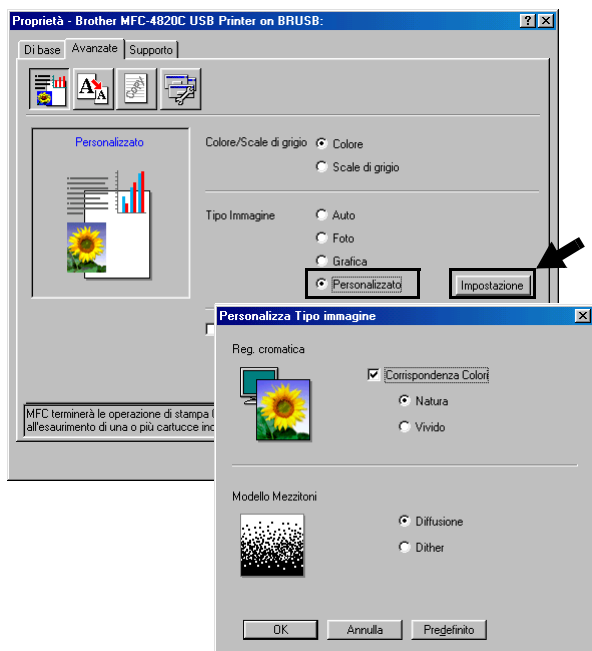 Proprietà - Brother MFC-4820C USB Printer on BRUSB:
Di base Avanzate Supporto
Personalizzato
Colore/Scale di grigio
Colore
Scale di grigio
Tipo Immagine
Auto
Foto
Grafica
Personalizzato
Impostazione
MFC terminerà le operazione di stampa
all'esaurimento di una o più cartucce
Personalizza Tipo immagine
Reg. cromatica
Corrispondenza Colori
Natura
Vivido
Modello Mezzitoni
Diffusione
Dither
OK Annulla Predefinito